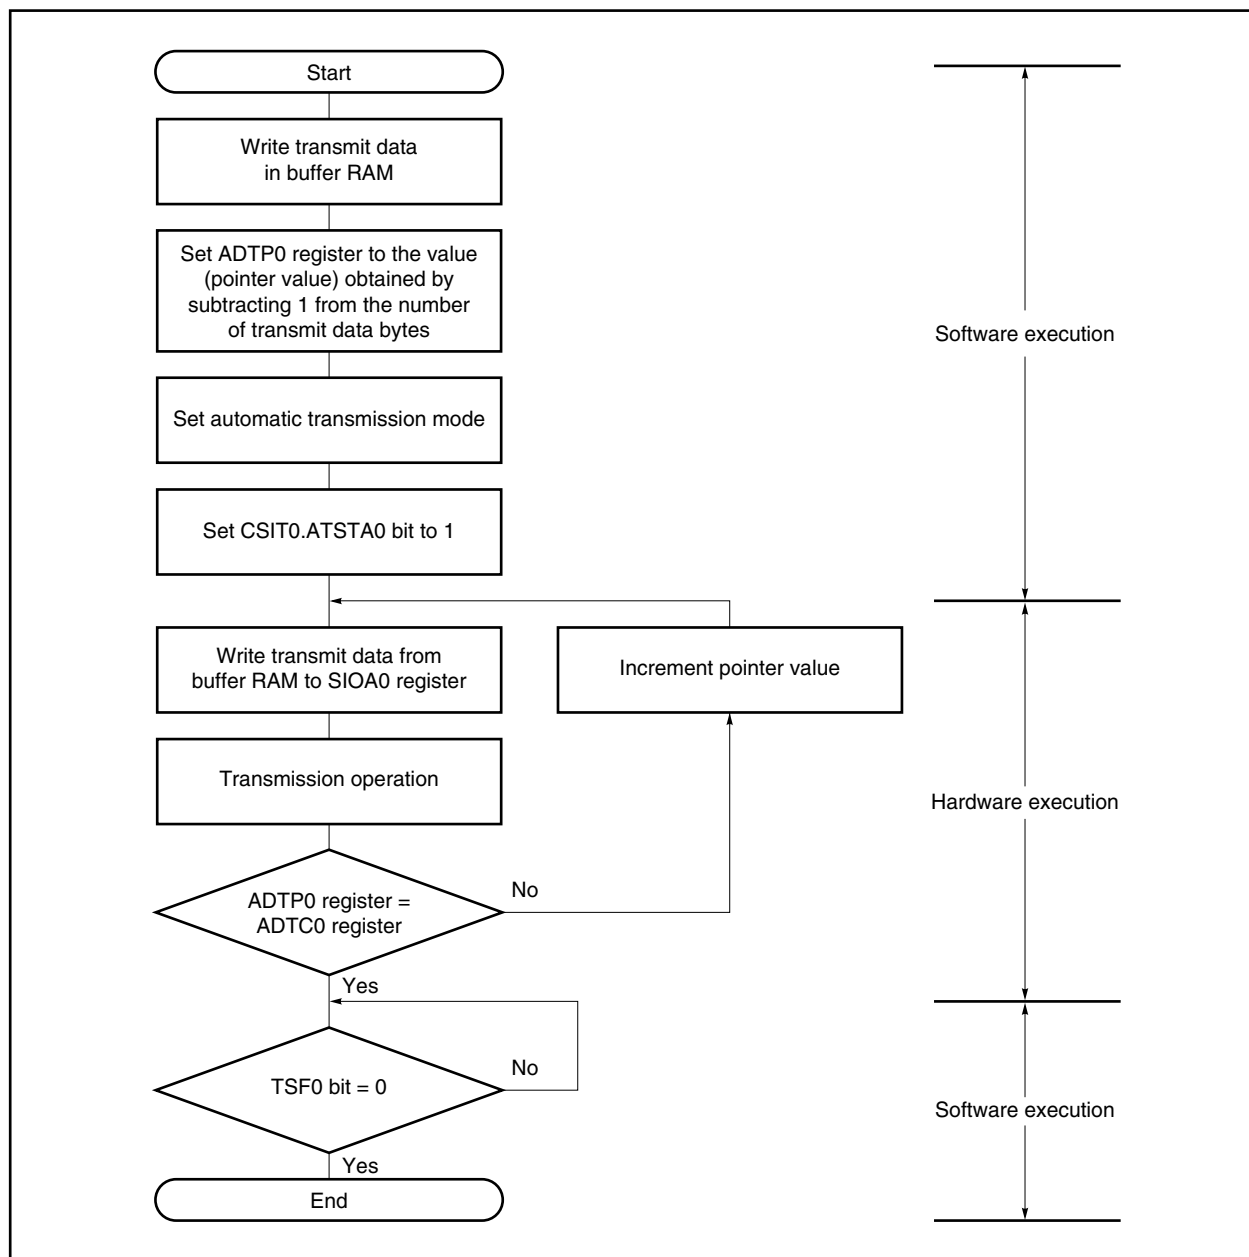 Start
Write transmit data
in buffer RAM
Set ADTP0 register to the value
(pointer value) obtained by
subtracting 1 from the number
of transmit data bytes
Software execution
Set automatic transmission mode
Set CSIT0.ATSTA0 bit to 1
Write transmit data from
buffer RAM to SIOA0 register
Increment pointer value
Transmission operation
Hardware execution
ADTP0 register =
ADTC0 register
No
Yes
TSF0 bit = 0
No
Software execution
Yes
End